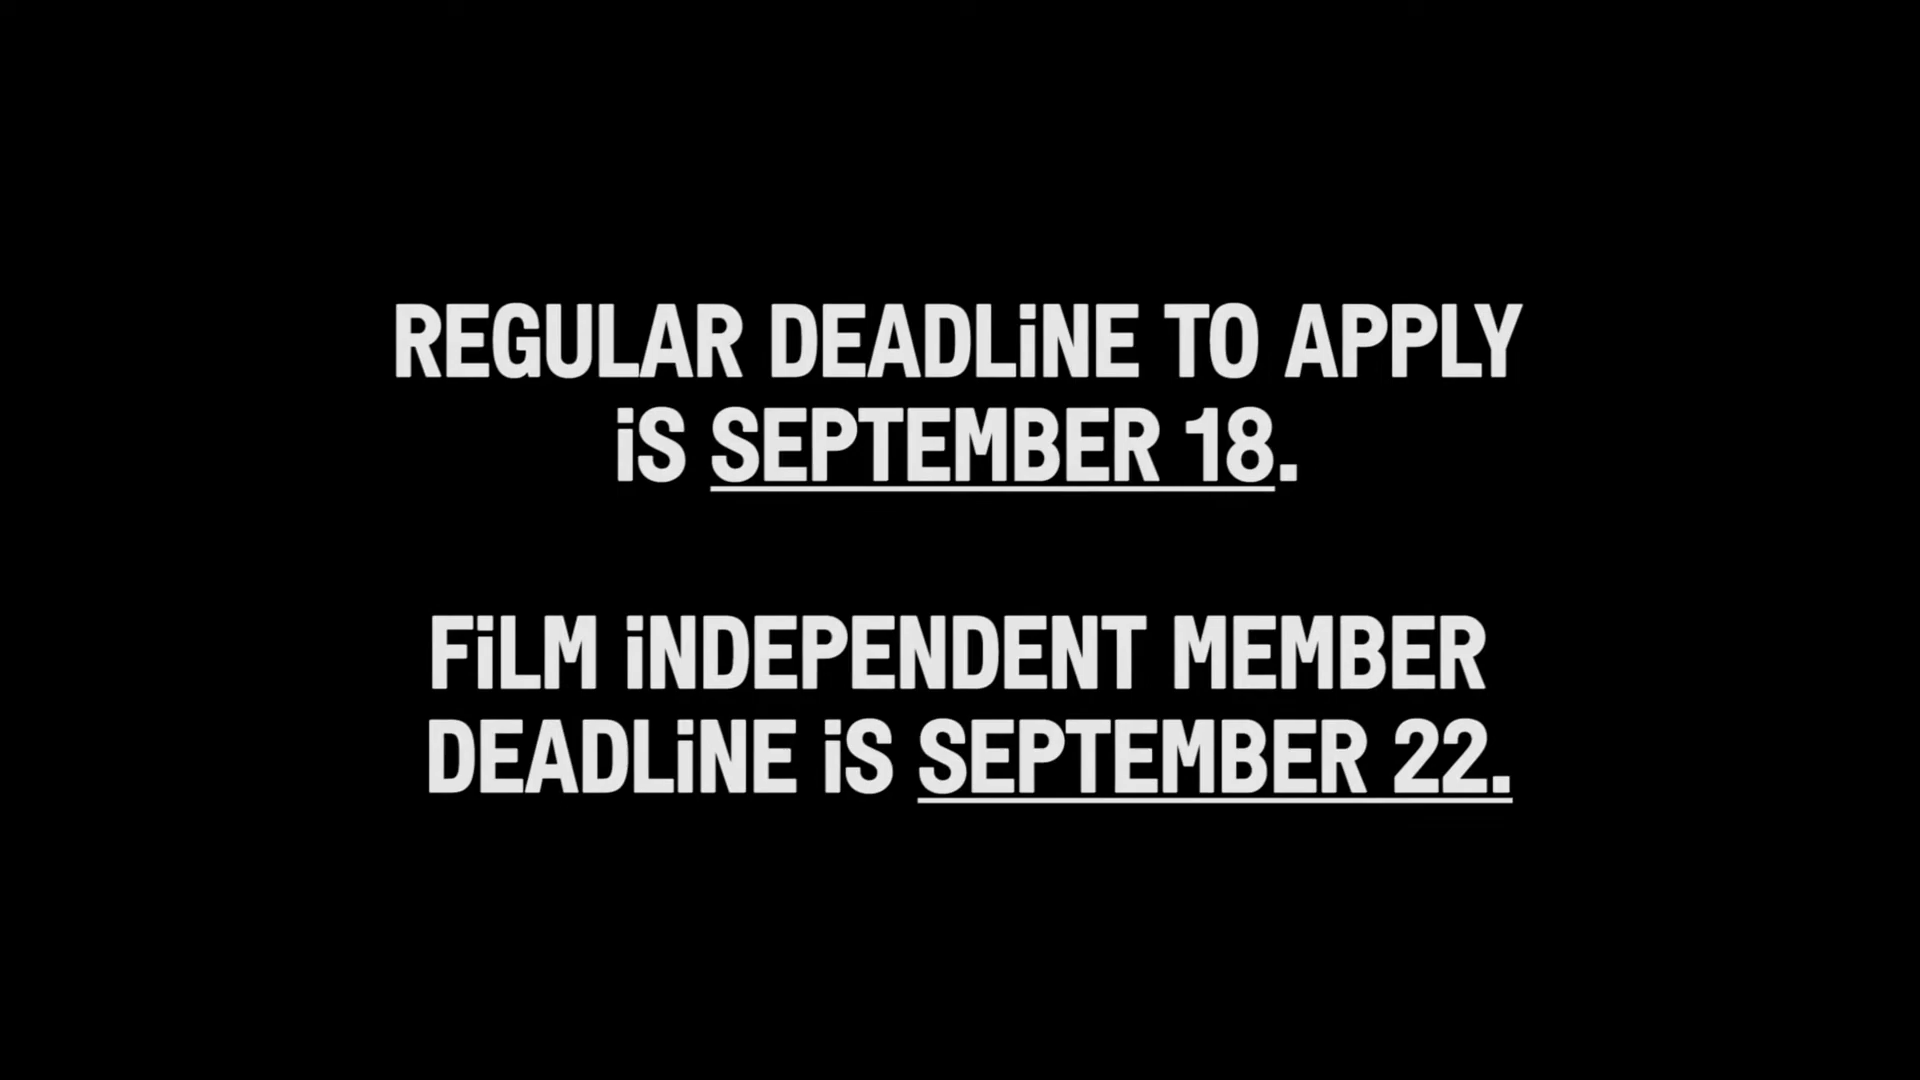 REGULAR DEADLiNE TO APPLY
iS SEPTEMBER 18.
FiLM iNDEPENDENT MEMBER
DEADLiNE iS SEPTEMBER 22.